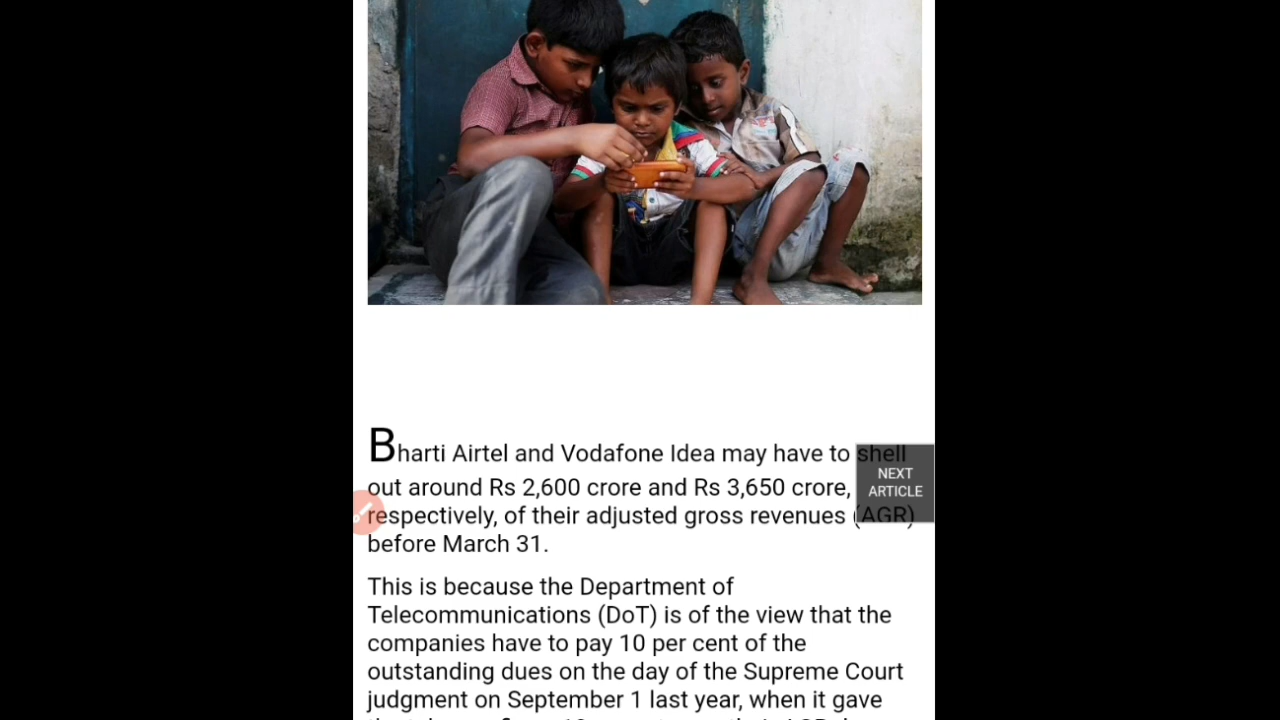 Bharti Airtel and Vodafone Idea may have to shell
out around Rs 2,600 crore and Rs 3,650 crore,
respectively, of their adjusted gross revenues (AGR)
before March 31.
NEXT
ARTICLE
This is because the Department of
Telecommunications (DoT) is of the view that the
companies have to pay 10 per cent of the
outstanding dues on the day of the Supreme Court
judgment on September 1 last year, when it gave